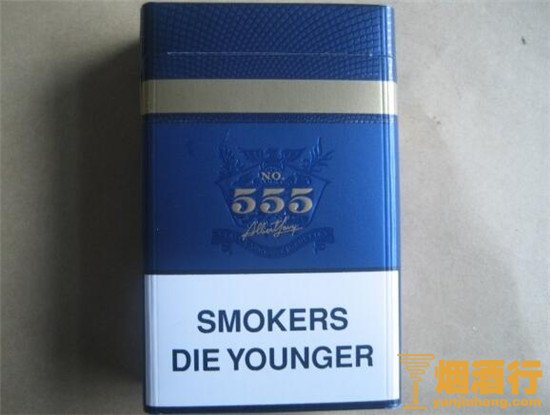 NO.
555
SMOKERS
DIE YOUNGER
烟酒行
yanjiuhang.com